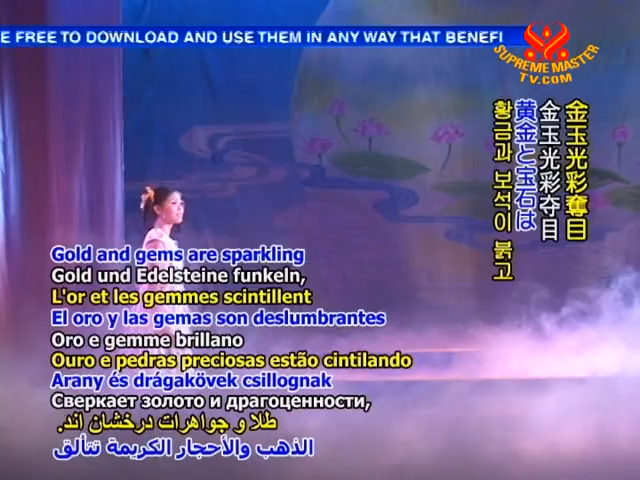 E FREE TO DOWNLOAD AND USE THEM IN ANY WAY THAT BENEFI
SUPREME MASTER
TV.COM
金玉光彩奪目
金玉光彩夺目
黄金と宝石は
황금과 보석이 붉고
Gold and gems are sparkling
Gold und Edelsteine funkeln,
L'or et les gemmes scintillent
El oro y las gemas son deslumbrantes
Oro e gemme brillano
Ouro e pedras preciosas estão cintilando
Arany és drágakövek csillognak
Сверкает золото и драгоценности,
طلا و جواهرات درخشان اند.
الذهب والأحجار الكريمة تتألق